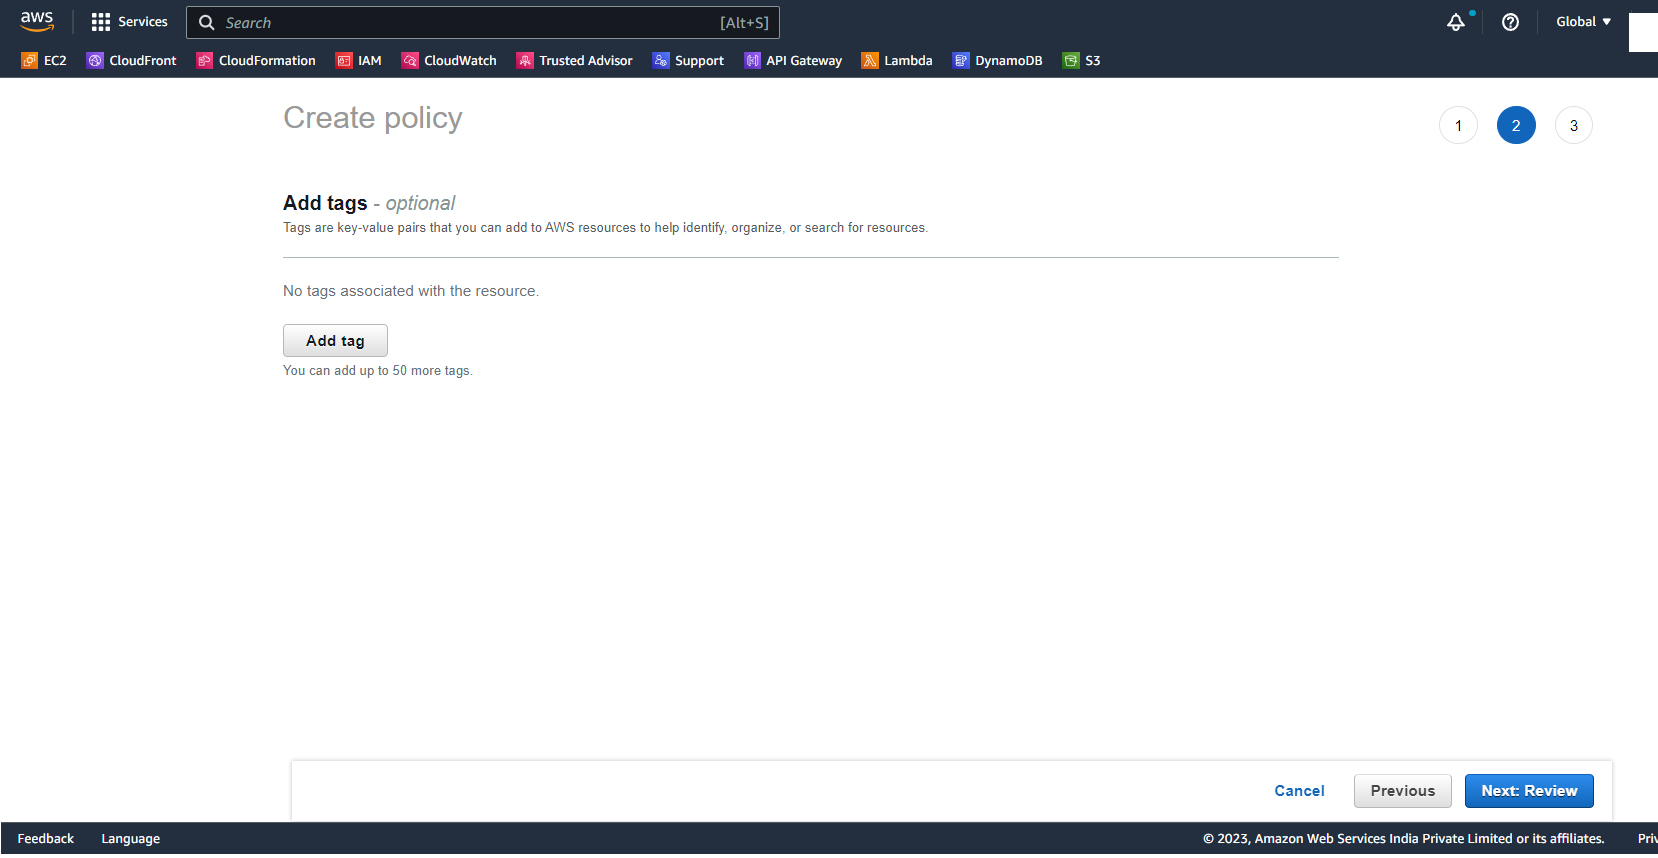 aws Services Search [Alt+S] Global
EC2 CloudFront CloudFormation IAM CloudWatch Trusted Advisor Support API Gateway Lambda DynamoDB S3
Create policy
1 2 3
Add tags - optional
Tags are key-value pairs that you can add to AWS resources to help identify, organize, or search for resources.
No tags associated with the resource.
Add tag
You can add up to 50 more tags.
Cancel Previous Next: Review
Feedback Language © 2023, Amazon Web Services India Private Limited or its affiliates.